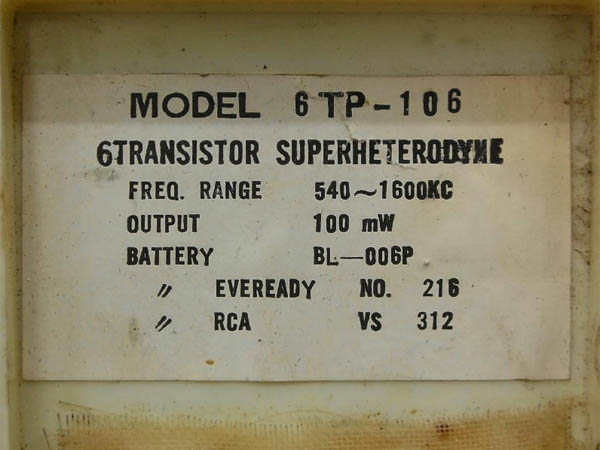 MODEL 6TP-106
6TRANSISTOR SUPERHETERODYNE
FREQ. RANGE 540~1600KC
OUTPUT 100 mW
BATTERY BL—006P
〃 EVEREADY NO. 216
〃 RCA VS 312